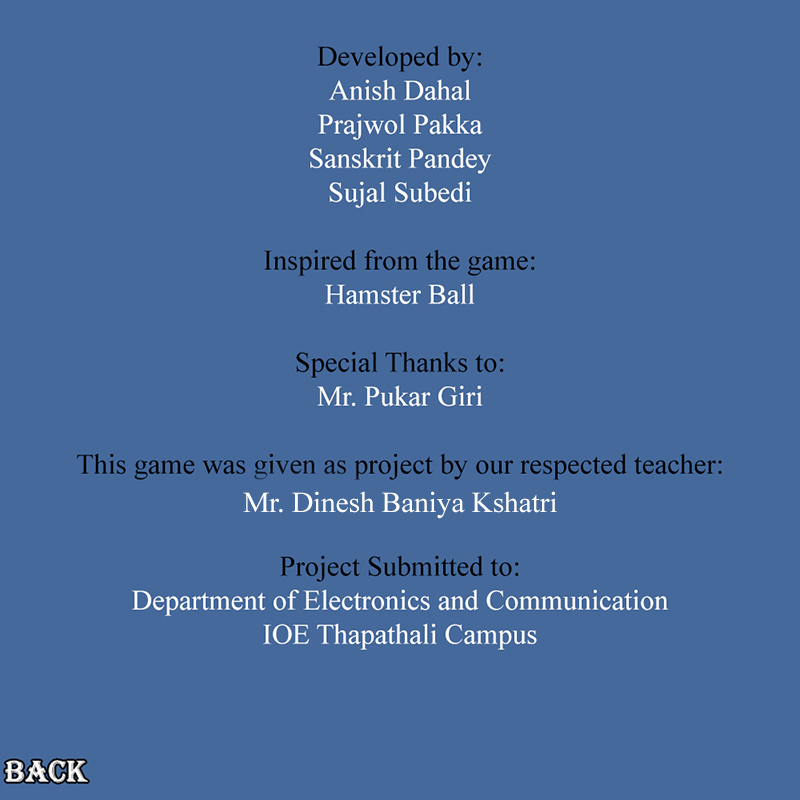 Developed by:
Anish Dahal
Prajwol Pakka
Sanskrit Pandey
Sujal Subedi
Inspired from the game:
Hamster Ball
Special Thanks to:
Mr. Pukar Giri
This game was given as project by our respected teacher:
Mr. Dinesh Baniya Kshatri
Project Submitted to:
Department of Electronics and Communication
IOE Thapathali Campus
BACK